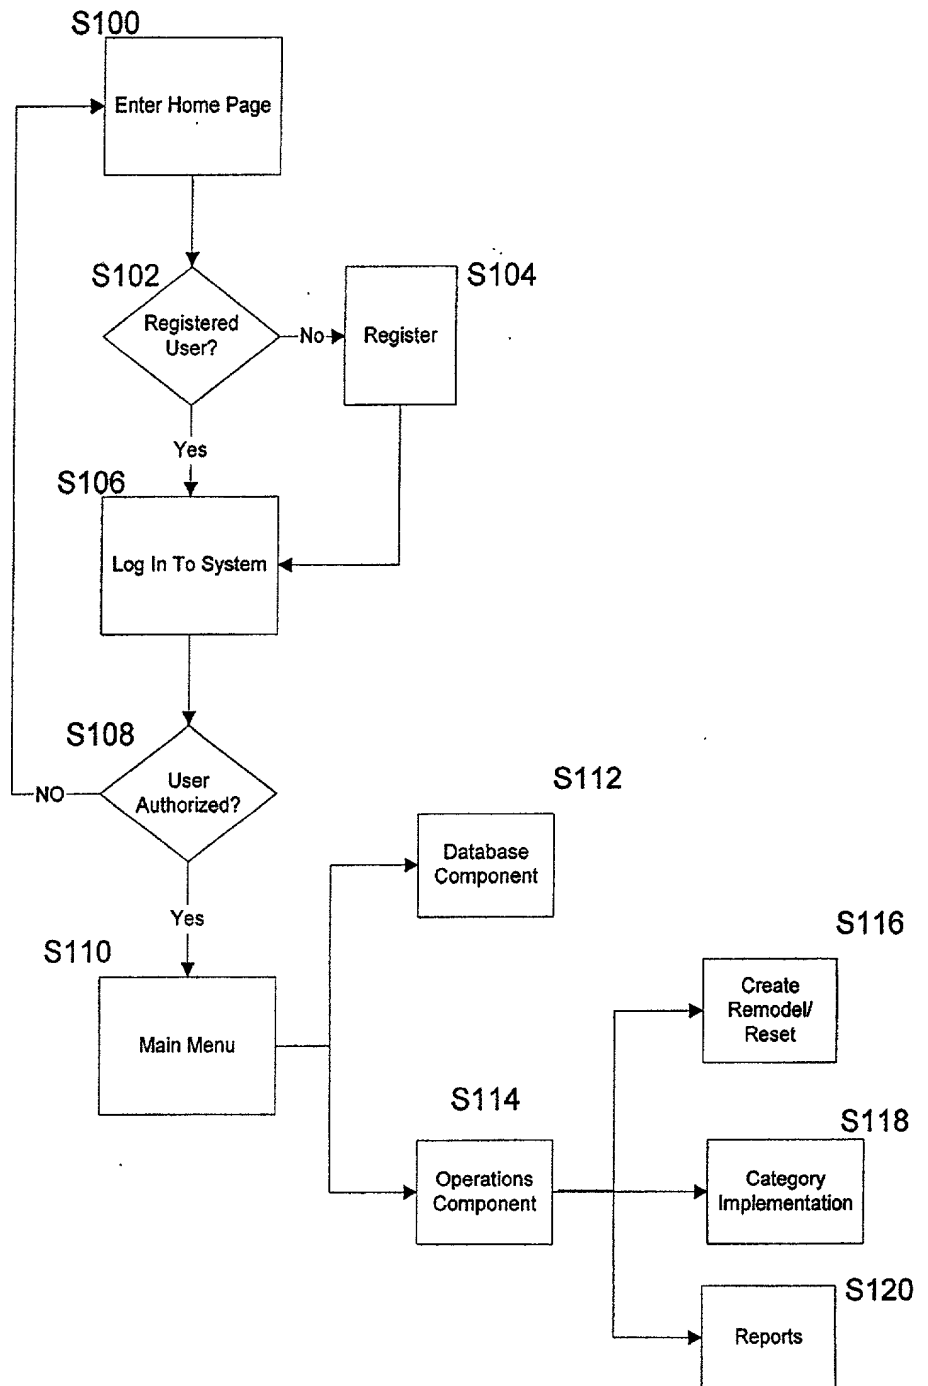 S100
Enter Home Page
S102
Registered
User?
No
S104
Register
Yes
S106
Log In To System
S108
User
Authorized?
NO
Yes
S110
Main Menu
S112
Database
Component
S114
Operations
Component
S116
Create
Remodel/
Reset
S118
Category
Implementation
S120
Reports